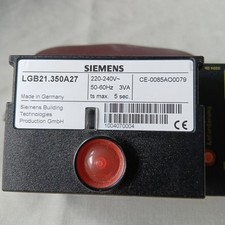 SIEMENS
LGB21.350A27
220-240V~
CE-0085AO0079
50-60Hz 3VA
Made in Germany
ts max. 5 sec.
Siemens Building
Technologies
Production GmbH
1004070004